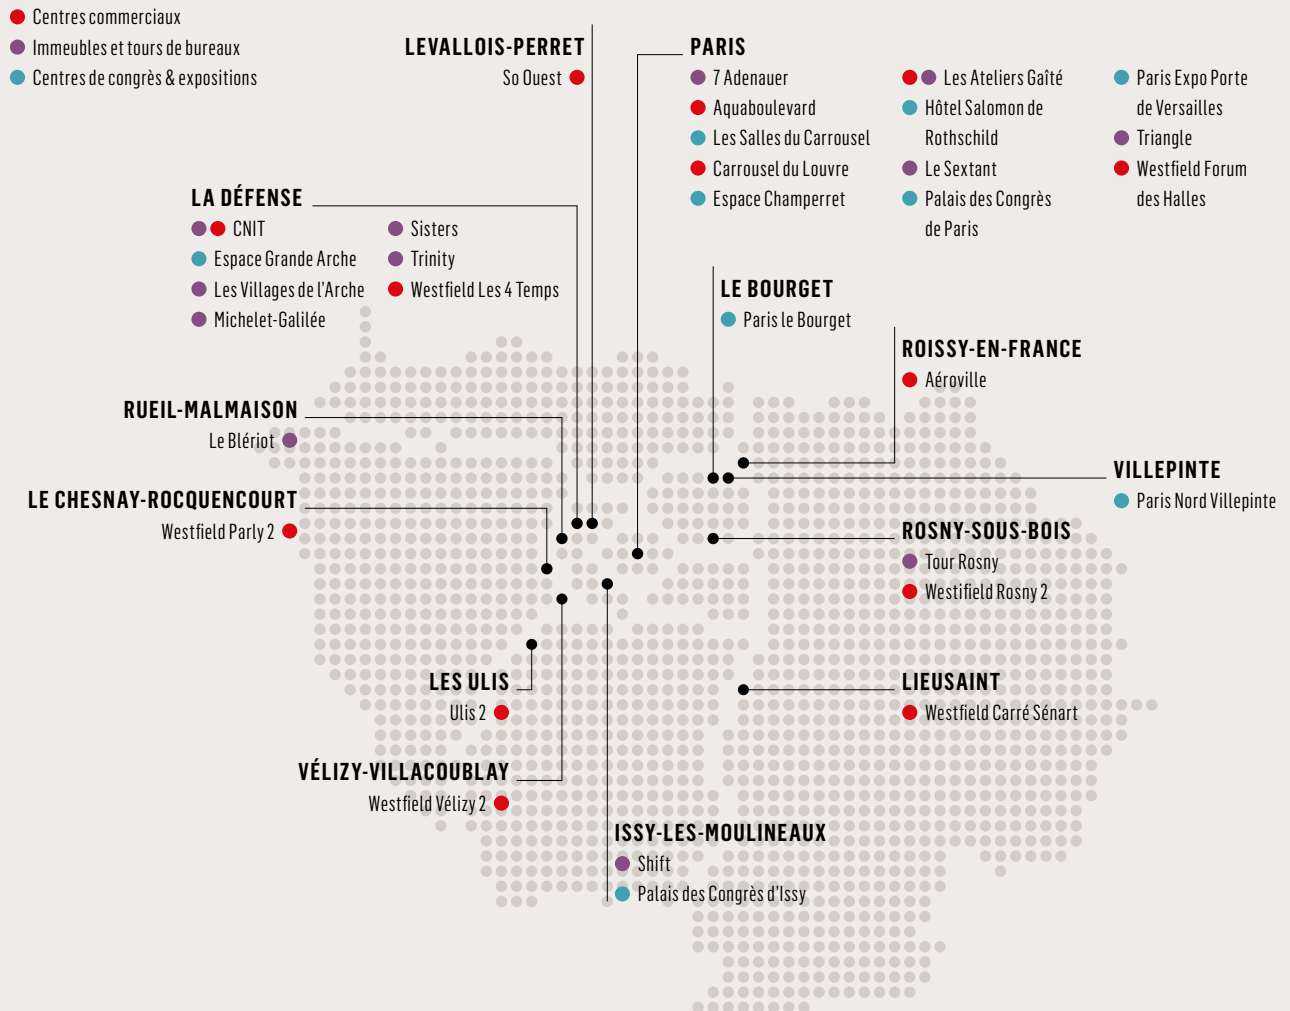 Centres commerciaux
Immeubles et tours de bureaux
Centres de congrès & expositions
LEVALLOIS-PERRET
So Ouest
PARIS
7 Adenauer
Aquaboulevard
Les Salles du Carrousel
Carrousel du Louvre
Espace Champerret
Les Ateliers Gaîté
Hôtel Salomon de
Rothschild
Le Sextant
Palais des Congrès
de Paris
Paris Expo Porte
de Versailles
Triangle
Westfield Forum
des Halles
LA DÉFENSE
CNIT
Espace Grande Arche
Les Villages de l'Arche
Michelet-Galilée
Sisters
Trinity
Westfield Les 4 Temps
LE BOURGET
Paris le Bourget
ROISSY-EN-FRANCE
Aéroville
RUEIL-MALMAISON
Le Blériot
VILLEPINTE
Paris Nord Villepinte
LE CHESNAY-ROCQUENCOURT
Westfield Parly 2
ROSNY-SOUS-BOIS
Tour Rosny
Westifield Rosny 2
LES ULIS
Ulis 2
LIEUSAINT
Westfield Carré Sénart
VÉLIZY-VILLACOUBLAY
Westfield Vélizy 2
ISSY-LES-MOULINEAUX
Shift
Palais des Congrès d'Issy